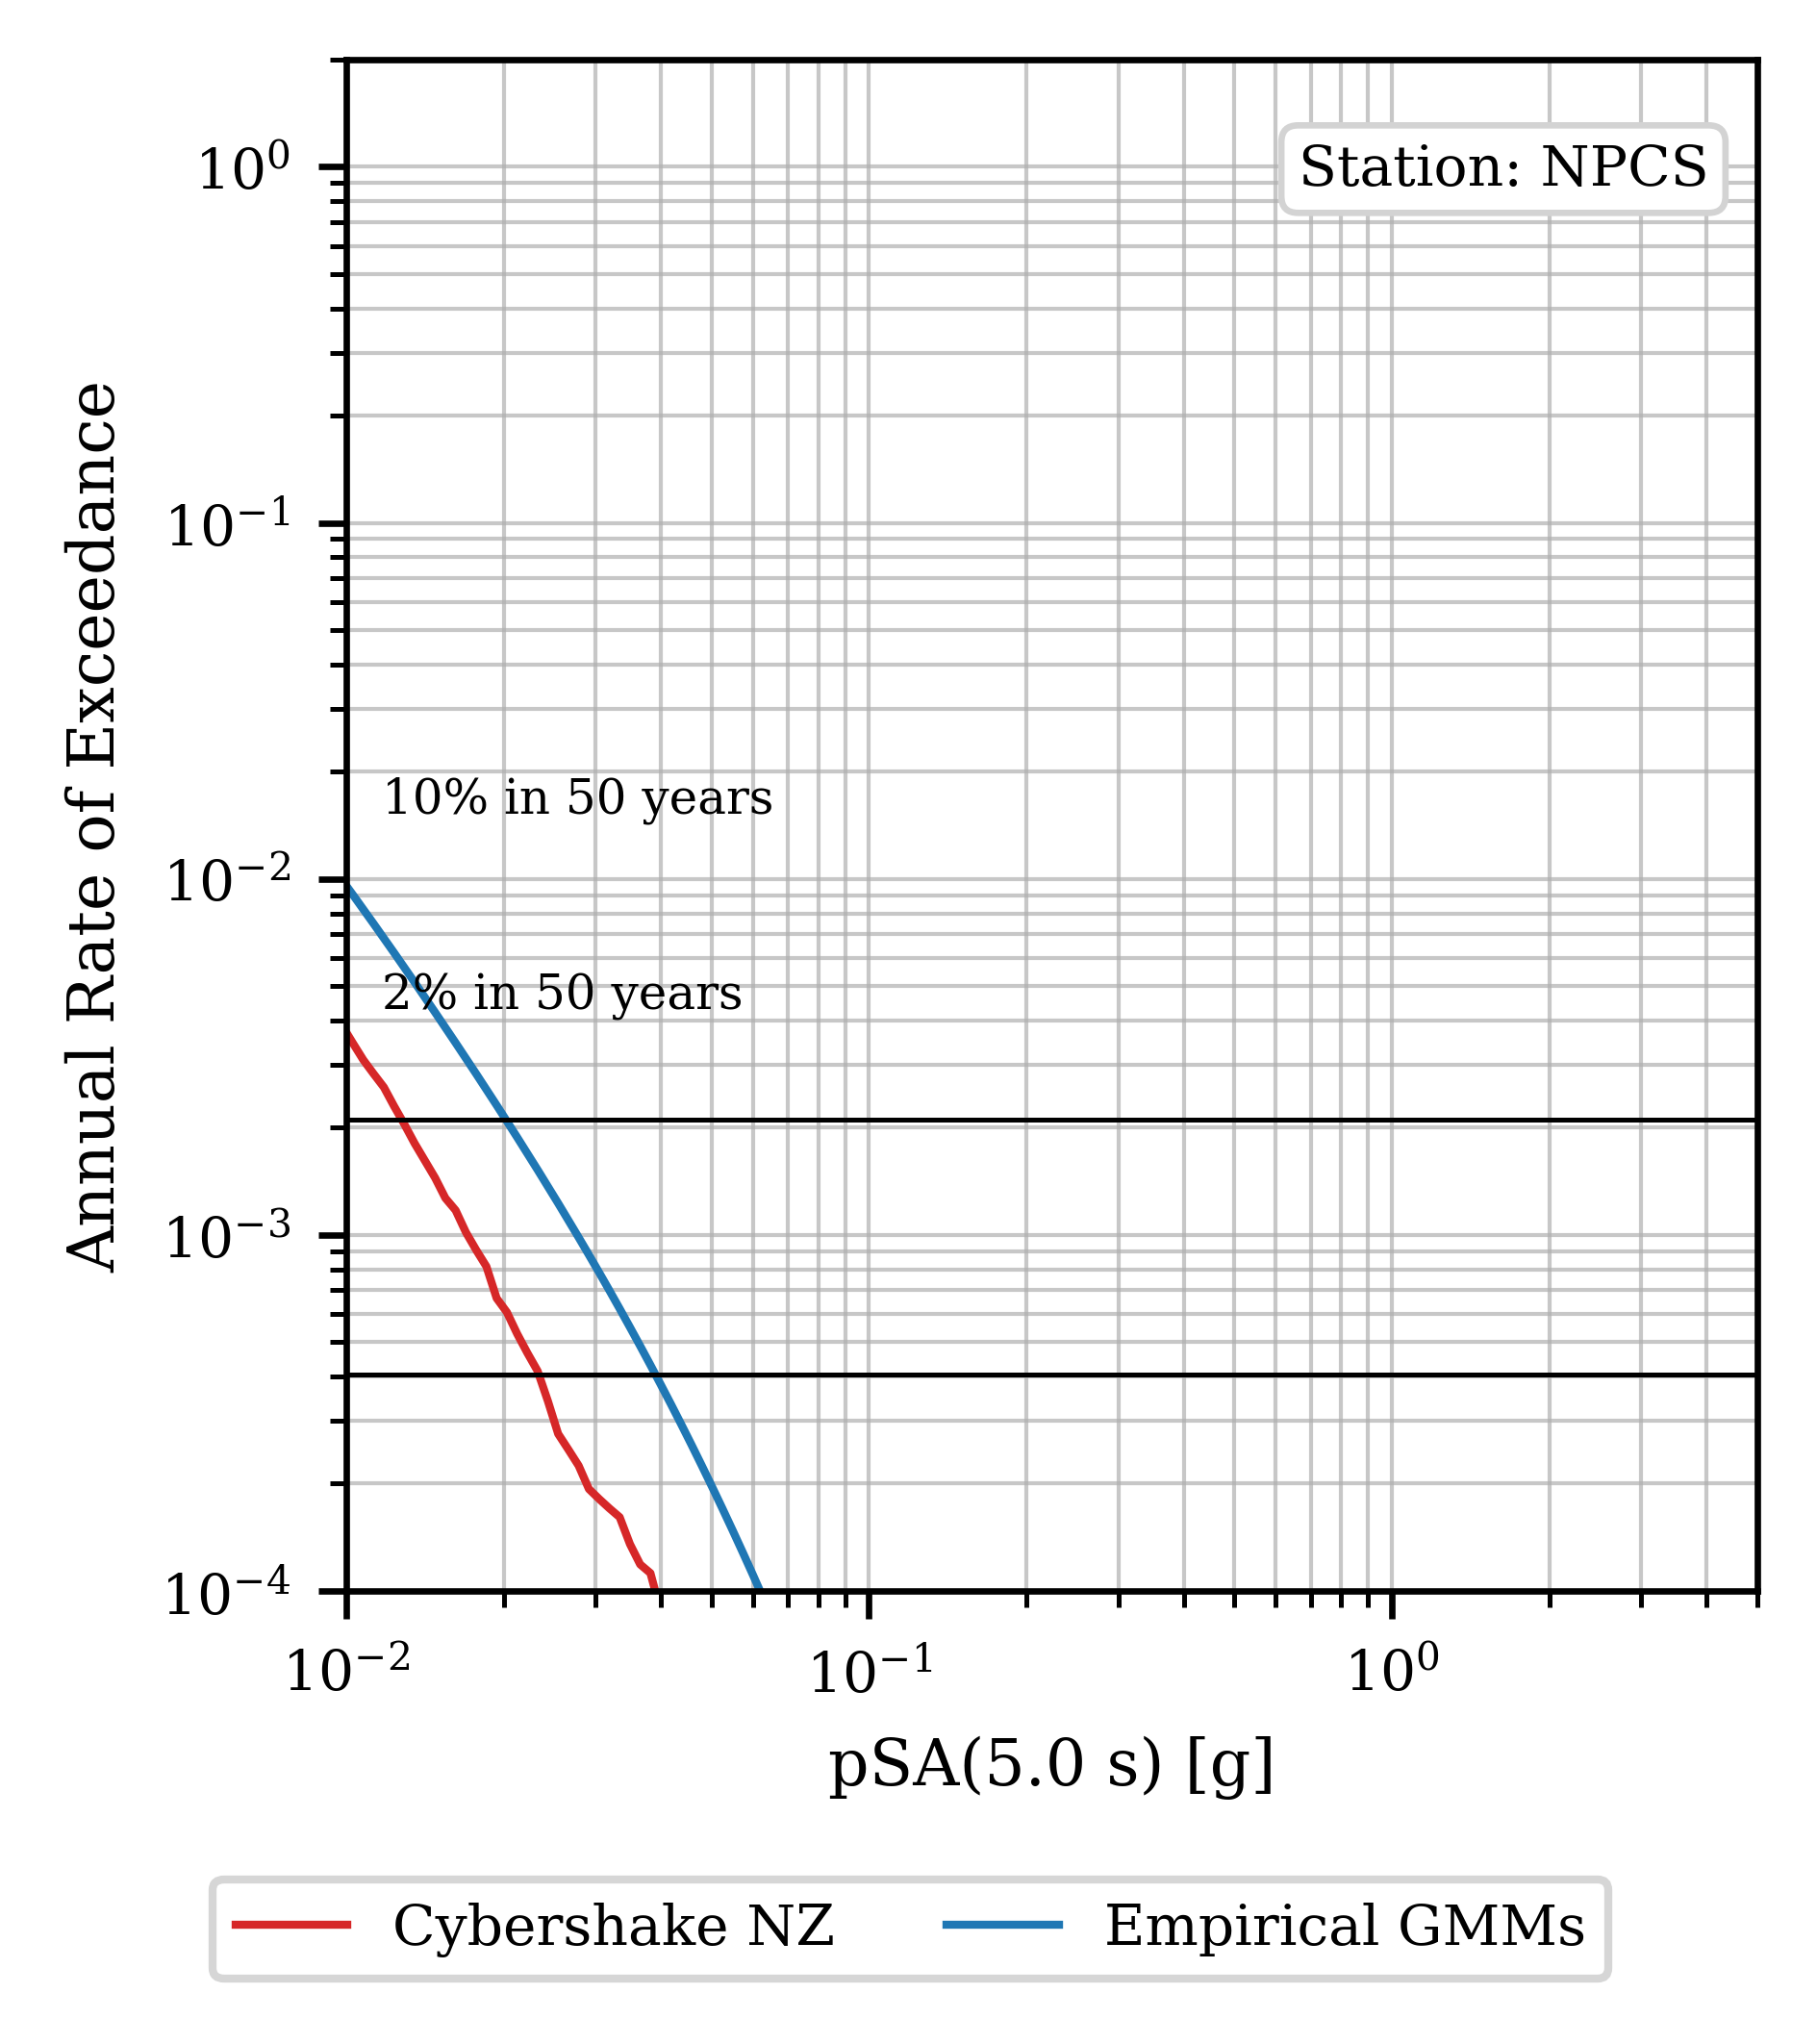 Station: NPCS
10⁰
10⁻¹
10⁻²
10⁻³
10⁻⁴
Annual Rate of Exceedance
10% in 50 years
2% in 50 years
10⁻² 10⁻¹ 10⁰
pSA(5.0 s) [g]
Cybershake NZ Empirical GMMs